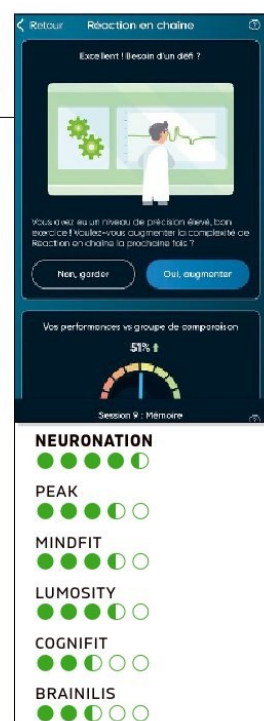 Retour Réaction en chaîne
Excellent ! Besoin d'un défi ?
Vous avez eu un niveau de précision élevé, bon
exercice ! Voulez-vous augmenter la complexité de
Réaction en chaîne la prochaine fois ?
Non, garder Oui, augmenter
Vos performances vs groupe de comparaison
51%
Session 9 : Mémoire
NEURONATION
PEAK
MINDFIT
LUMOSITY
COGNIFIT
BRAINILIS